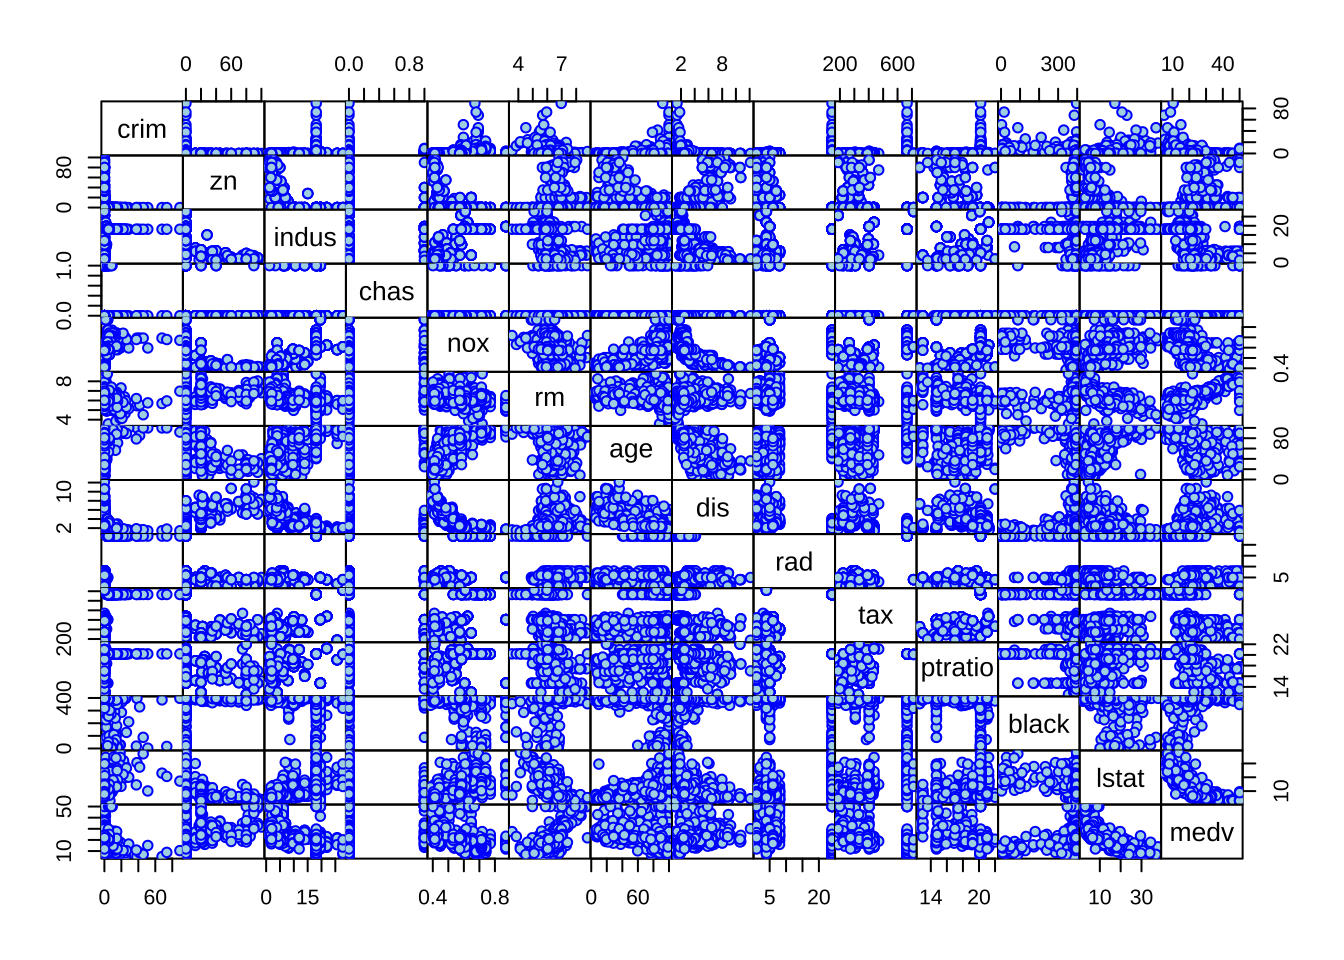 0 60 0.0 0.8 4 7 2 8 200 600 0 300 10 40
crim 0 80
0 80 zn
indus 0 20
0.0 1.0 chas
nox 0.4
4 8 rm
age 0 80
2 10 dis
rad 5
200 tax
ptratio 14 22
0 400 black
lstat 10
10 50 medv
0 60 0 15 0.4 0.8 0 60 5 20 14 20 10 30